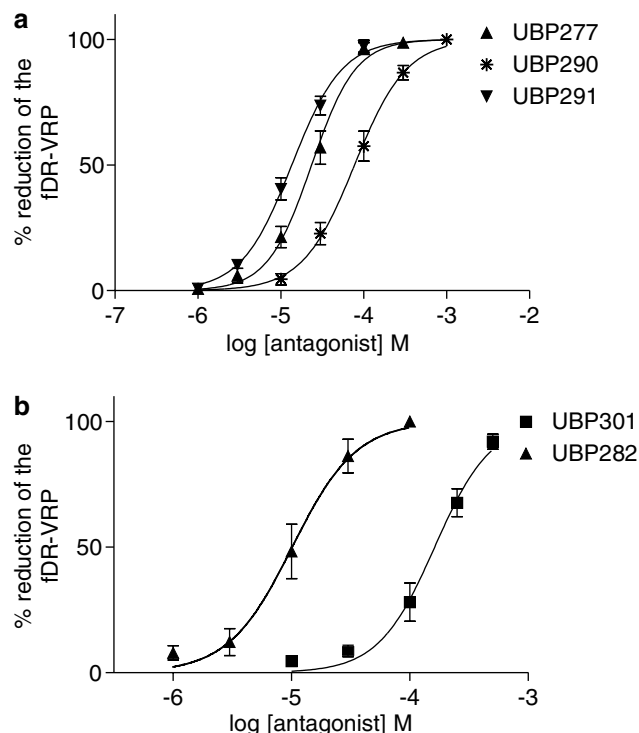 a
UBP277
UBP290
UBP291
% reduction of the
fDR-VRP
100
50
0
-7 -6 -5 -4 -3 -2
log [antagonist] M
b
UBP301
UBP282
% reduction of the
fDR-VRP
100
50
0
-6 -5 -4 -3
log [antagonist] M